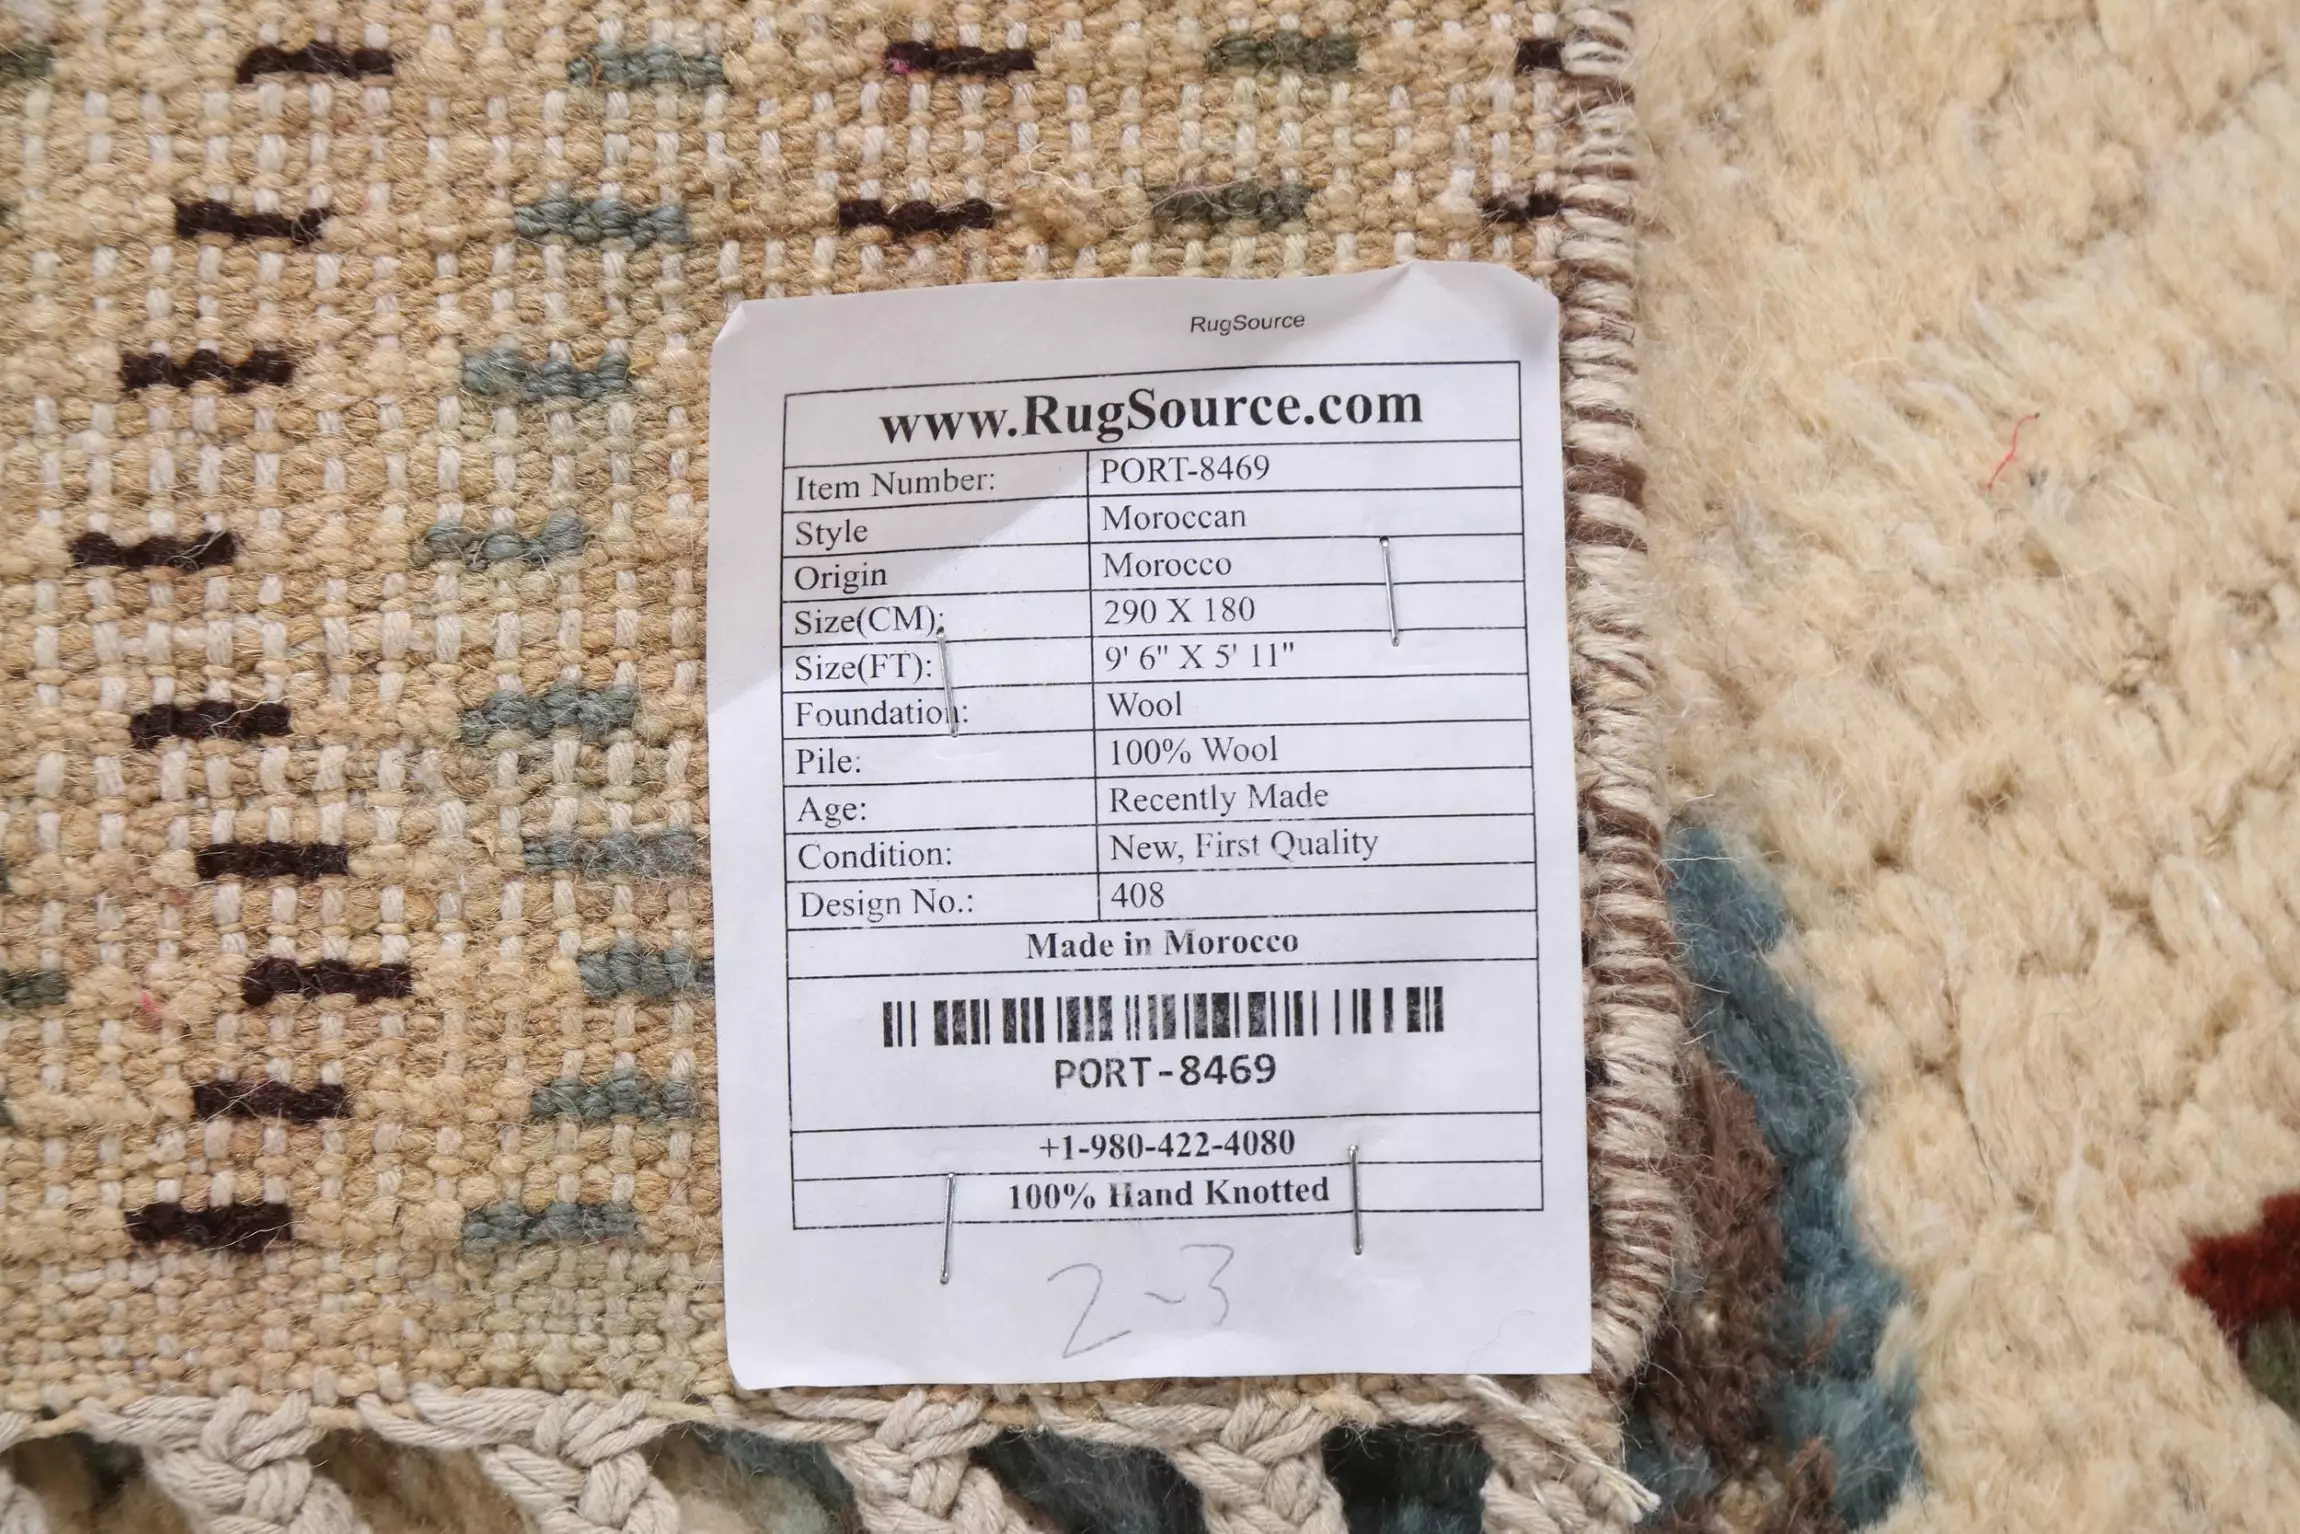 RugSource
www.RugSource.com
Item Number: PORT-8469
Style Moroccan
Origin Morocco
Size(CM): 290 X 180
Size(FT): 9' 6" X 5' 11"
Foundation: Wool
Pile: 100% Wool
Age: Recently Made
Condition: New, First Quality
Design No.: 408
Made in Morocco
PORT-8469
+1-980-422-4080
100% Hand Knotted
2-3